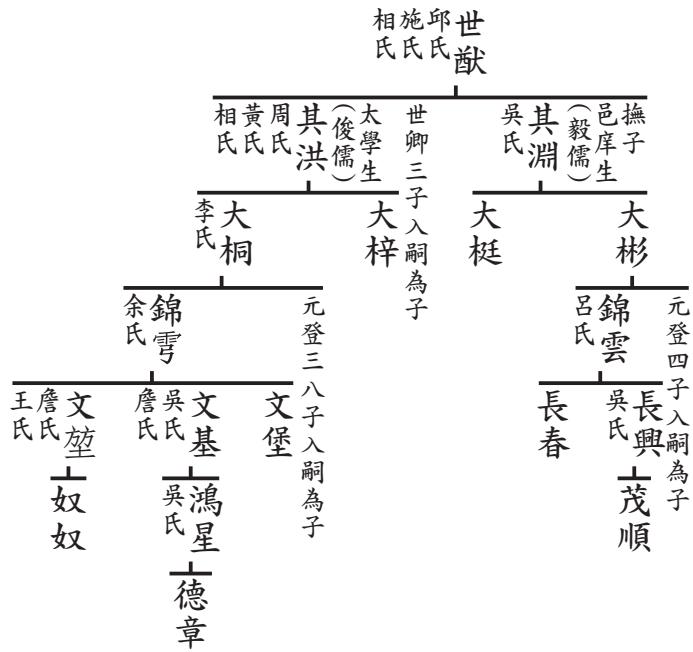 世猷
邱氏
施氏
相氏
撫子
邑庠生
(毅儒)
其淵
吳氏
世卿三子入嗣為子
太學生
(俊儒)
其洪
周氏
黃氏
相氏
大彬
大梃
大梓
大桐
李氏
元登四子入嗣為子
錦雲
呂氏
元登三八子入嗣為子
錦雩
余氏
長興
吳氏
長春
文堡
文基
吳氏
詹氏
文堃
詹氏
王氏
茂順
鴻星
吳氏
奴奴
德章